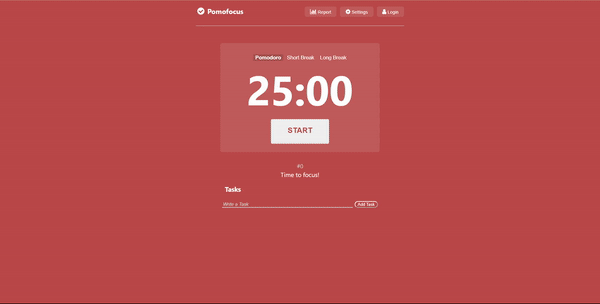 Pomofocus
Report
Settings
Login
Pomodoro Short Break Long Break
25:00
START
#0
Time to focus!
Tasks
Write a Task
Add Task